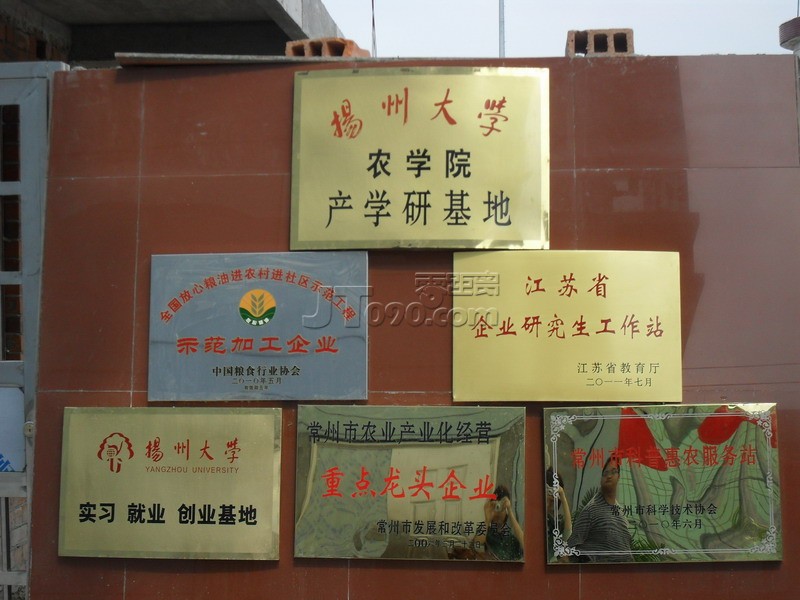 揚州大學
农学院
产学研基地
全国放心粮油进农村进社区示范工程
示范加工企业
中国粮食行业协会
二〇一〇年五月
江苏省
企业研究生工作站
江苏省教育厅
二〇一一年七月
JT090.com
揚州大學
YANGZHOU UNIVERSITY
实习 就业 创业基地
常州市农业产业化经营
重点龙头企业
常州市发展和改革委员会
常州市科普惠农服务站
常州市科学技术协会
二〇一〇年六月